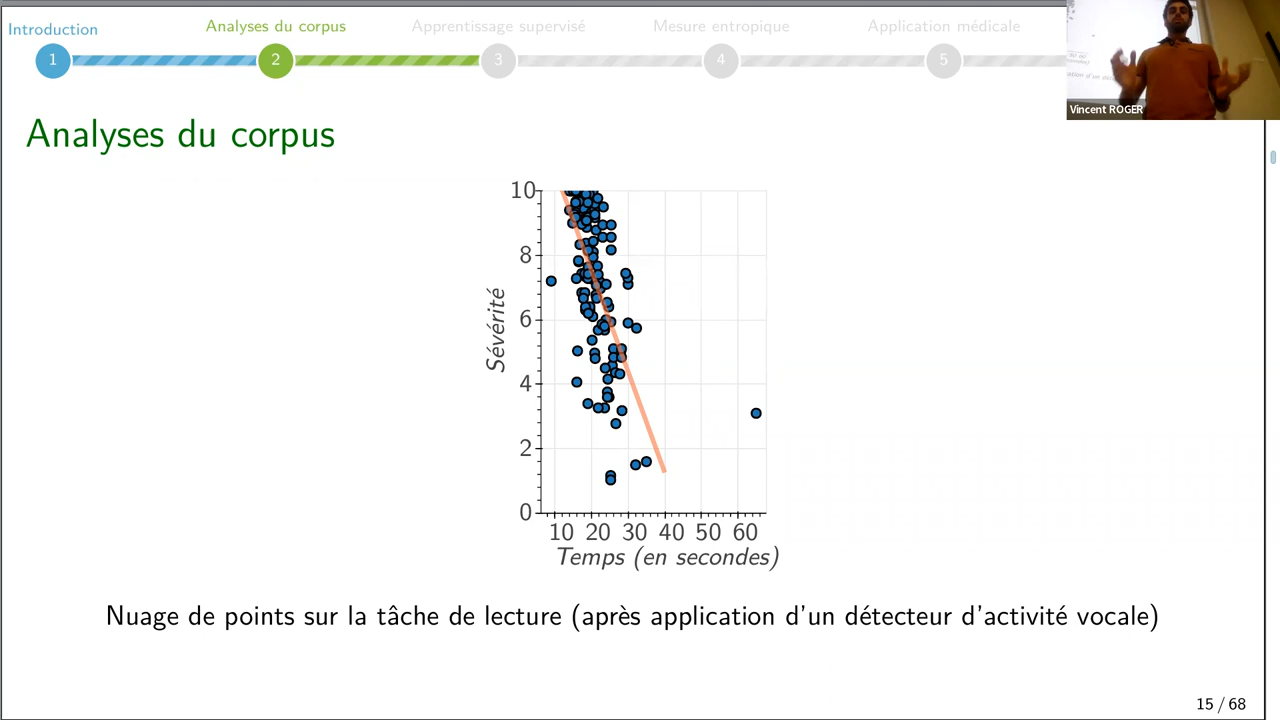 Introduction
Analyses du corpus
Apprentissage supervisé
Mesure entropique
Application médicale
1
2
3
4
5
Vincent ROGER
Analyses du corpus
10
8
6
4
2
0
Sévérité
10 20 30 40 50 60
Temps (en secondes)
Nuage de points sur la tâche de lecture (après application d'un détecteur d'activité vocale)
15 / 68